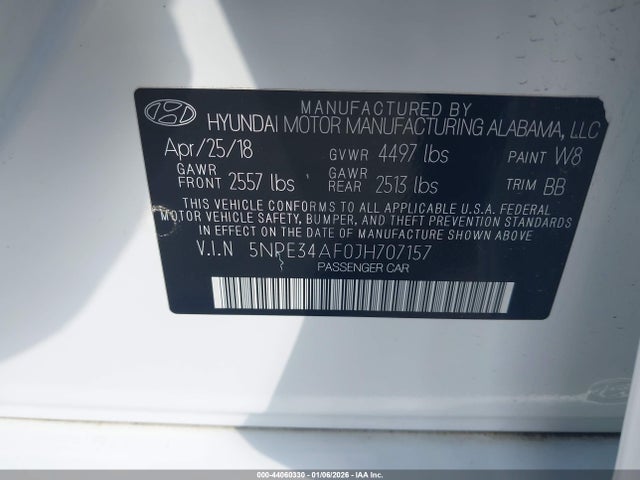 MANUFACTURED BY
HYUNDAI MOTOR MANUFACTURING ALABAMA, LLC
Apr/25/18 GVWR 4497 lbs PAINT W8
GAWR FRONT 2557 lbs GAWR REAR 2513 lbs TRIM BB
THIS VEHICLE CONFORMS TO ALL APPLICABLE U.S.A. FEDERAL
MOTOR VEHICLE SAFETY, BUMPER, AND THEFT PREVENTION STANDARDS
IN EFFECT ON THE DATE OF MANUFACTURE SHOWN ABOVE
V.I.N 5NPE34AF0JH707157
PASSENGER CAR
000-44060330 - 01/06/2026 - IAA Inc.